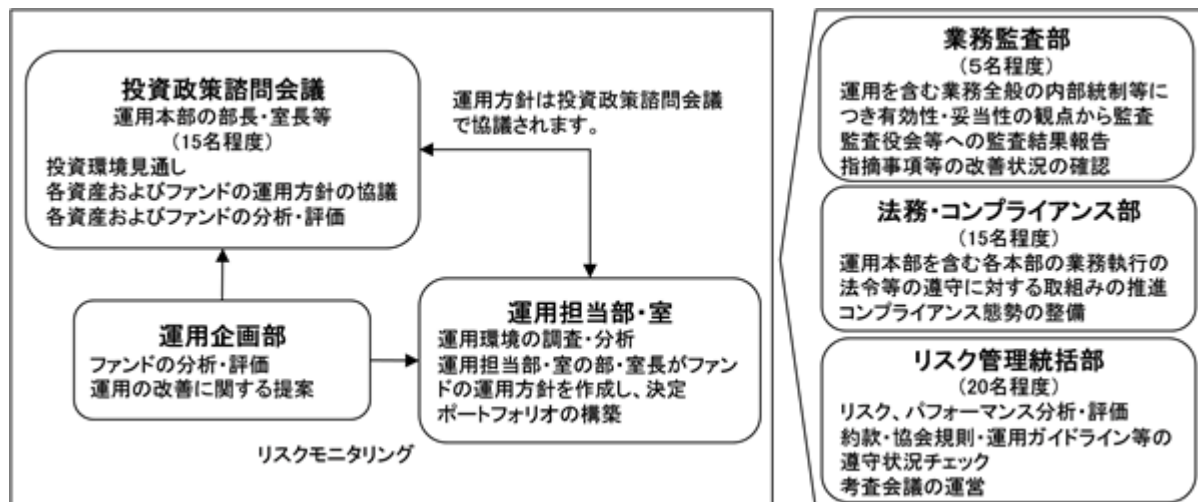 投資政策諮問会議
運用本部の部長・室長等
（15名程度）
投資環境見通し
各資産およびファンドの運用方針の協議
各資産およびファンドの分析・評価
運用方針は投資政策諮問会議
で協議されます。
運用企画部
ファンドの分析・評価
運用の改善に関する提案
運用担当部・室
運用環境の調査・分析
運用担当部・室の部・室長がファン
ドの運用方針を作成し、決定
ポートフォリオの構築
リスクモニタリング
業務監査部
（5名程度）
運用を含む業務全般の内部統制等に
つき有効性・妥当性の観点から監査
監査役会等への監査結果報告
指摘事項等の改善状況の確認
法務・コンプライアンス部
（15名程度）
運用本部を含む各本部の業務執行の
法令等の遵守に対する取組みの推進
コンプライアンス態勢の整備
リスク管理統括部
（20名程度）
リスク、パフォーマンス分析・評価
約款・協会規則・運用ガイドライン等の
遵守状況チェック
考査会議の運営